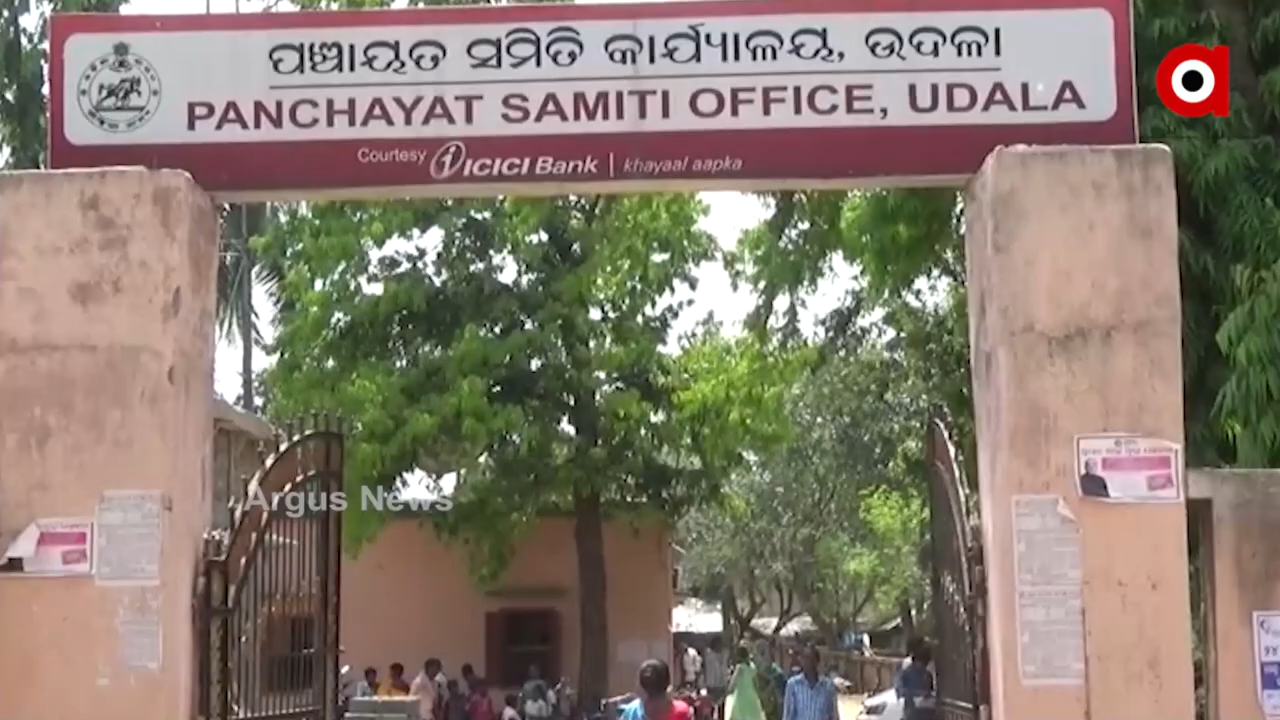 ପଞ୍ଚାୟତ ସମିତି କାର୍ଯ୍ୟାଳୟ, ଉଦଳା
PANCHAYAT SAMITI OFFICE, UDALA
Courtesy ICICI Bank | khayaal aapka
Argus News